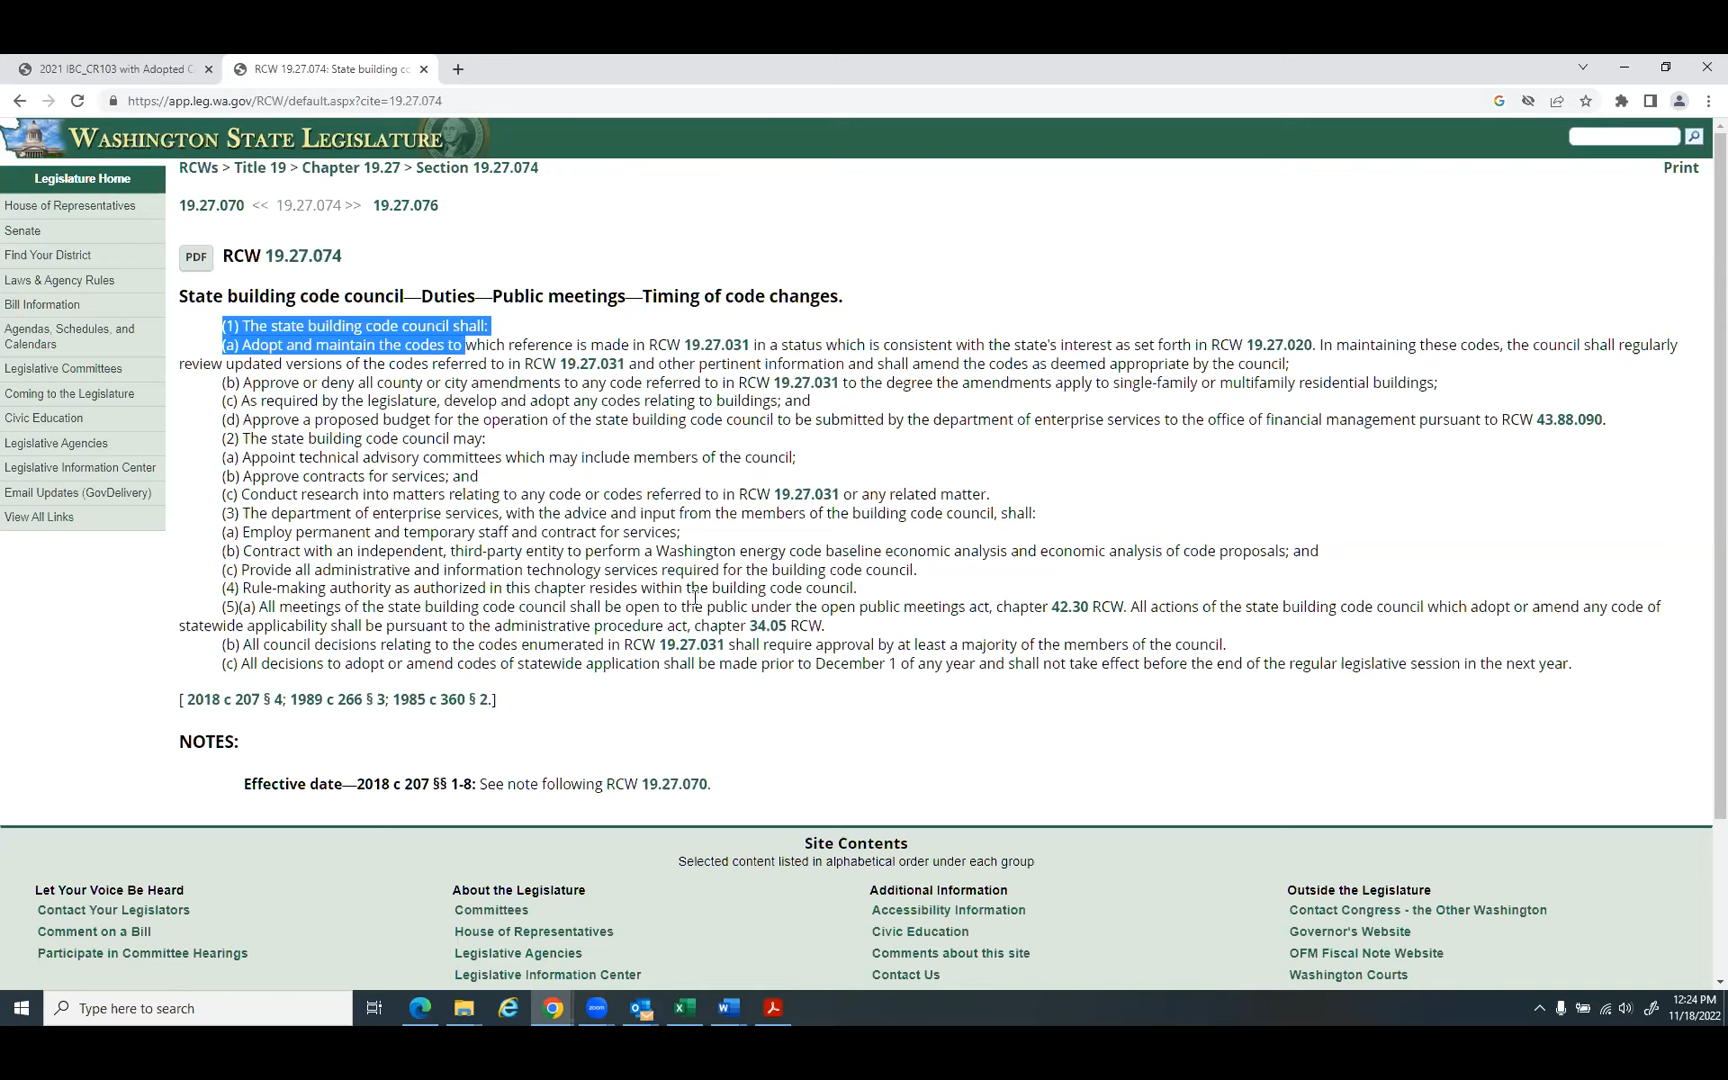 2021 IBC_CR103 with Adopted C
RCW 19.27.074: State building cc
https://app.leg.wa.gov/RCW/default.aspx?cite=19.27.074
WASHINGTON STATE LEGISLATURE
RCWs > Title 19 > Chapter 19.27 > Section 19.27.074
Print
Legislature Home
House of Representatives
Senate
Find Your District
Laws & Agency Rules
Bill Information
Agendas, Schedules, and
Calendars
Legislative Committees
Coming to the Legislature
Civic Education
Legislative Agencies
Legislative Information Center
Email Updates (GovDelivery)
View All Links
19.27.070 << 19.27.074 >> 19.27.076
PDF RCW 19.27.074
State building code council—Duties—Public meetings—Timing of code changes.
(1) The state building code council shall:
(a) Adopt and maintain the codes to which reference is made in RCW 19.27.031 in a status which is consistent with the state's interest as set forth in RCW 19.27.020. In maintaining these codes, the council shall regularly
review updated versions of the codes referred to in RCW 19.27.031 and other pertinent information and shall amend the codes as deemed appropriate by the council;
(b) Approve or deny all county or city amendments to any code referred to in RCW 19.27.031 to the degree the amendments apply to single-family or multifamily residential buildings;
(c) As required by the legislature, develop and adopt any codes relating to buildings; and
(d) Approve a proposed budget for the operation of the state building code council to be submitted by the department of enterprise services to the office of financial management pursuant to RCW 43.88.090.
(2) The state building code council may:
(a) Appoint technical advisory committees which may include members of the council;
(b) Approve contracts for services; and
(c) Conduct research into matters relating to any code or codes referred to in RCW 19.27.031 or any related matter.
(3) The department of enterprise services, with the advice and input from the members of the building code council, shall:
(a) Employ permanent and temporary staff and contract for services;
(b) Contract with an independent, third-party entity to perform a Washington energy code baseline economic analysis and economic analysis of code proposals; and
(c) Provide all administrative and information technology services required for the building code council.
(4) Rule-making authority as authorized in this chapter resides within the building code council.
(5)(a) All meetings of the state building code council shall be open to the public under the open public meetings act, chapter 42.30 RCW. All actions of the state building code council which adopt or amend any code of
statewide applicability shall be pursuant to the administrative procedure act, chapter 34.05 RCW.
(b) All council decisions relating to the codes enumerated in RCW 19.27.031 shall require approval by at least a majority of the members of the council.
(c) All decisions to adopt or amend codes of statewide application shall be made prior to December 1 of any year and shall not take effect before the end of the regular legislative session in the next year.
[ 2018 c 207 § 4; 1989 c 266 § 3; 1985 c 360 § 2.]
NOTES:
Effective date—2018 c 207 §§ 1-8: See note following RCW 19.27.070.
Site Contents
Selected content listed in alphabetical order under each group
Let Your Voice Be Heard
Contact Your Legislators
Comment on a Bill
Participate in Committee Hearings
About the Legislature
Committees
House of Representatives
Legislative Agencies
Legislative Information Center
Additional Information
Accessibility Information
Civic Education
Comments about this site
Contact Us
Outside the Legislature
Contact Congress - the Other Washington
Governor's Website
OFM Fiscal Note Website
Washington Courts
Type here to search
zoom
12:24 PM
11/18/2022